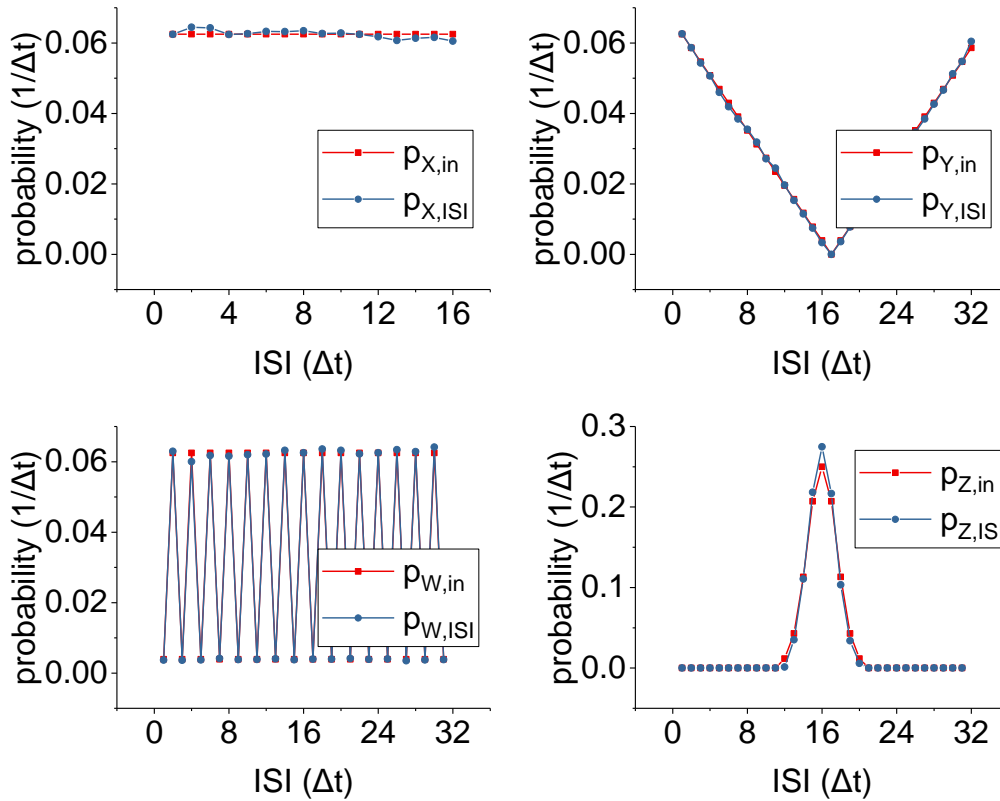 probability (1/Δt)
0.06
0.04
0.02
0.00
p_X,in
p_X,ISI
0 4 8 12 16
ISI (Δt)
probability (1/Δt)
0.06
0.04
0.02
0.00
p_Y,in
p_Y,ISI
0 8 16 24 32
ISI (Δt)
probability (1/Δt)
0.06
0.04
0.02
0.00
p_W,in
p_W,ISI
0 8 16 24 32
ISI (Δt)
probability (1/Δt)
0.3
0.2
0.1
0.0
p_Z,in
p_Z,IS
0 8 16 24 32
ISI (Δt)